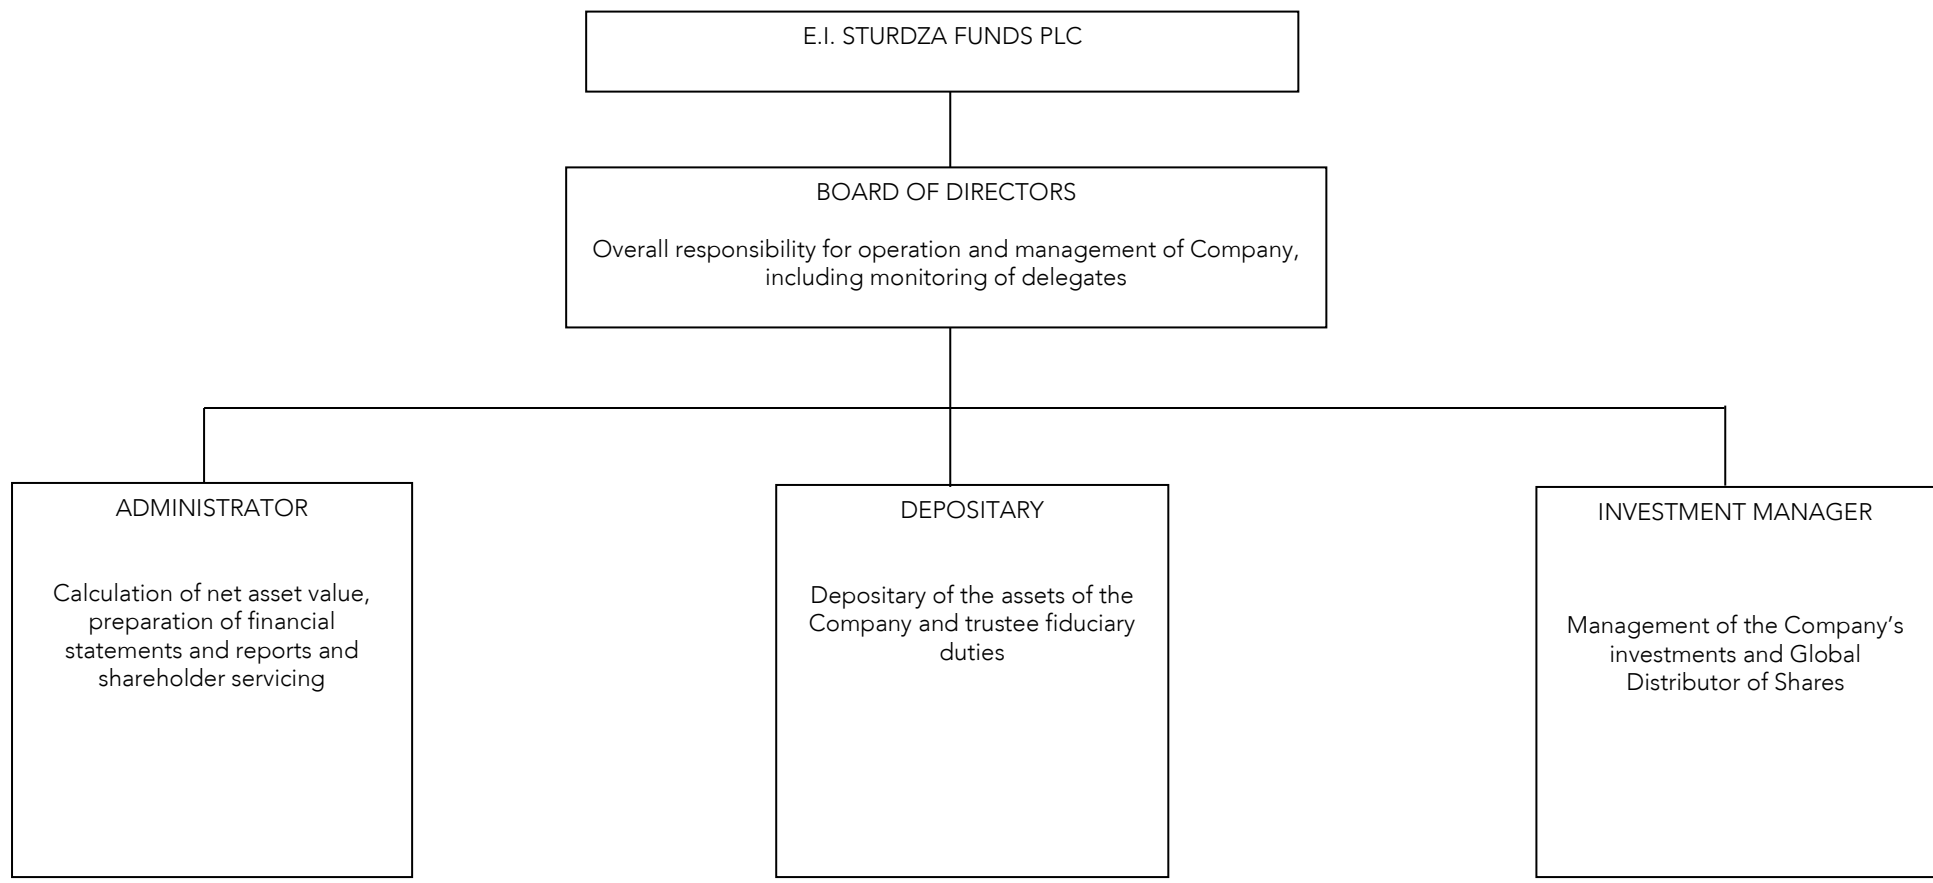 E.I. STURDZA FUNDS PLC
BOARD OF DIRECTORS
Overall responsibility for operation and management of Company,
including monitoring of delegates
ADMINISTRATOR
Calculation of net asset value,
preparation of financial
statements and reports and
shareholder servicing
DEPOSITARY
Depositary of the assets of the
Company and trustee fiduciary
duties
INVESTMENT MANAGER
Management of the Company’s
investments and Global
Distributor of Shares